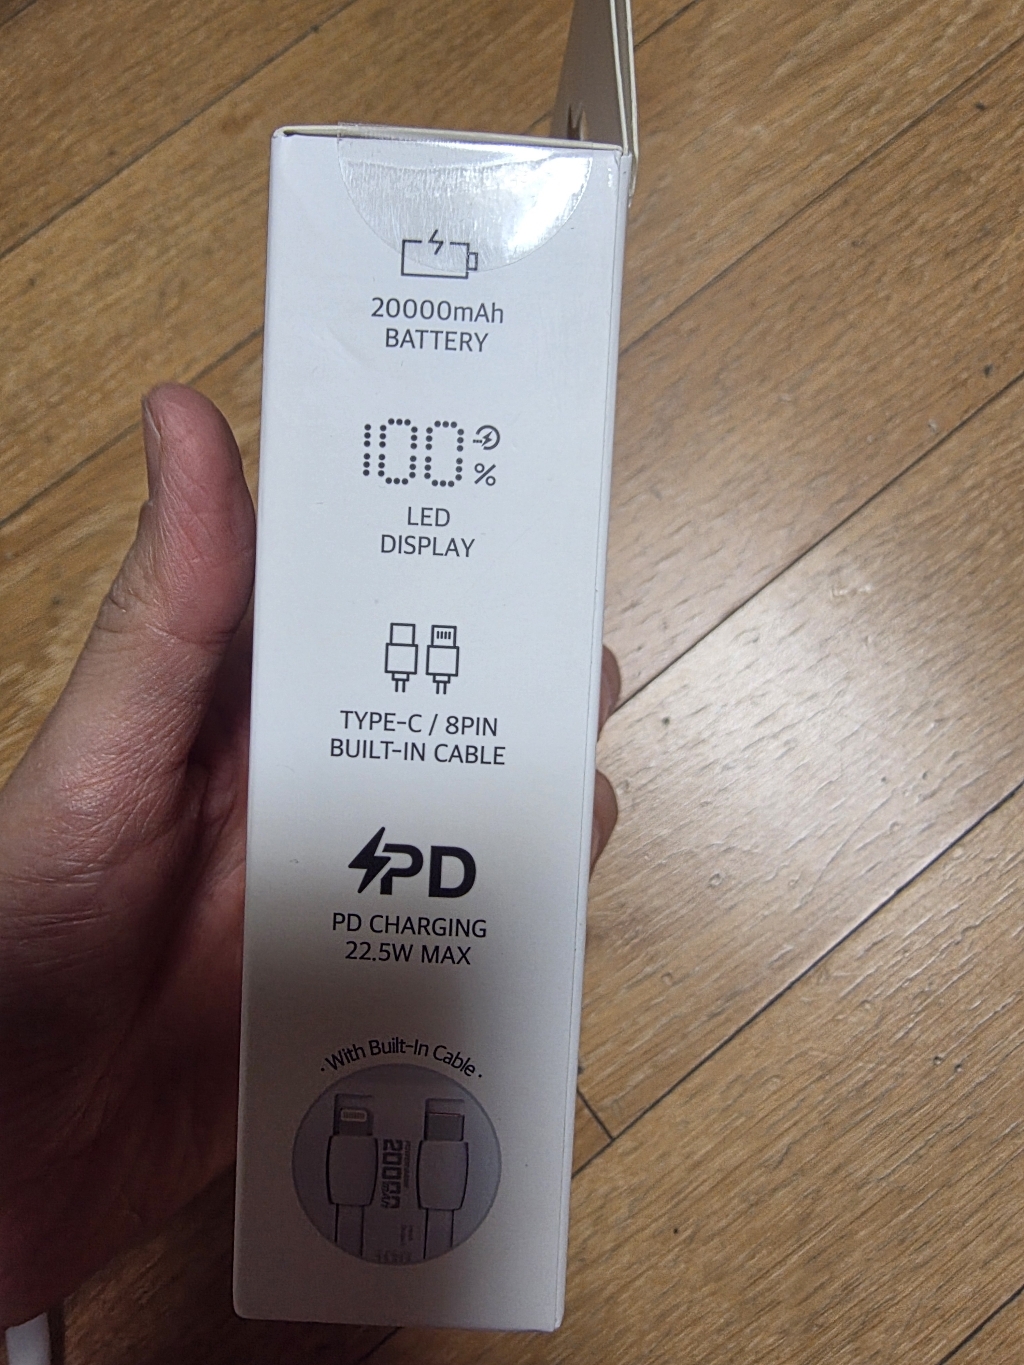 20000mAh
BATTERY
100%
LED
DISPLAY
TYPE-C / 8PIN
BUILT-IN CABLE
PD
PD CHARGING
22.5W MAX
· With Built-In Cable ·
20000